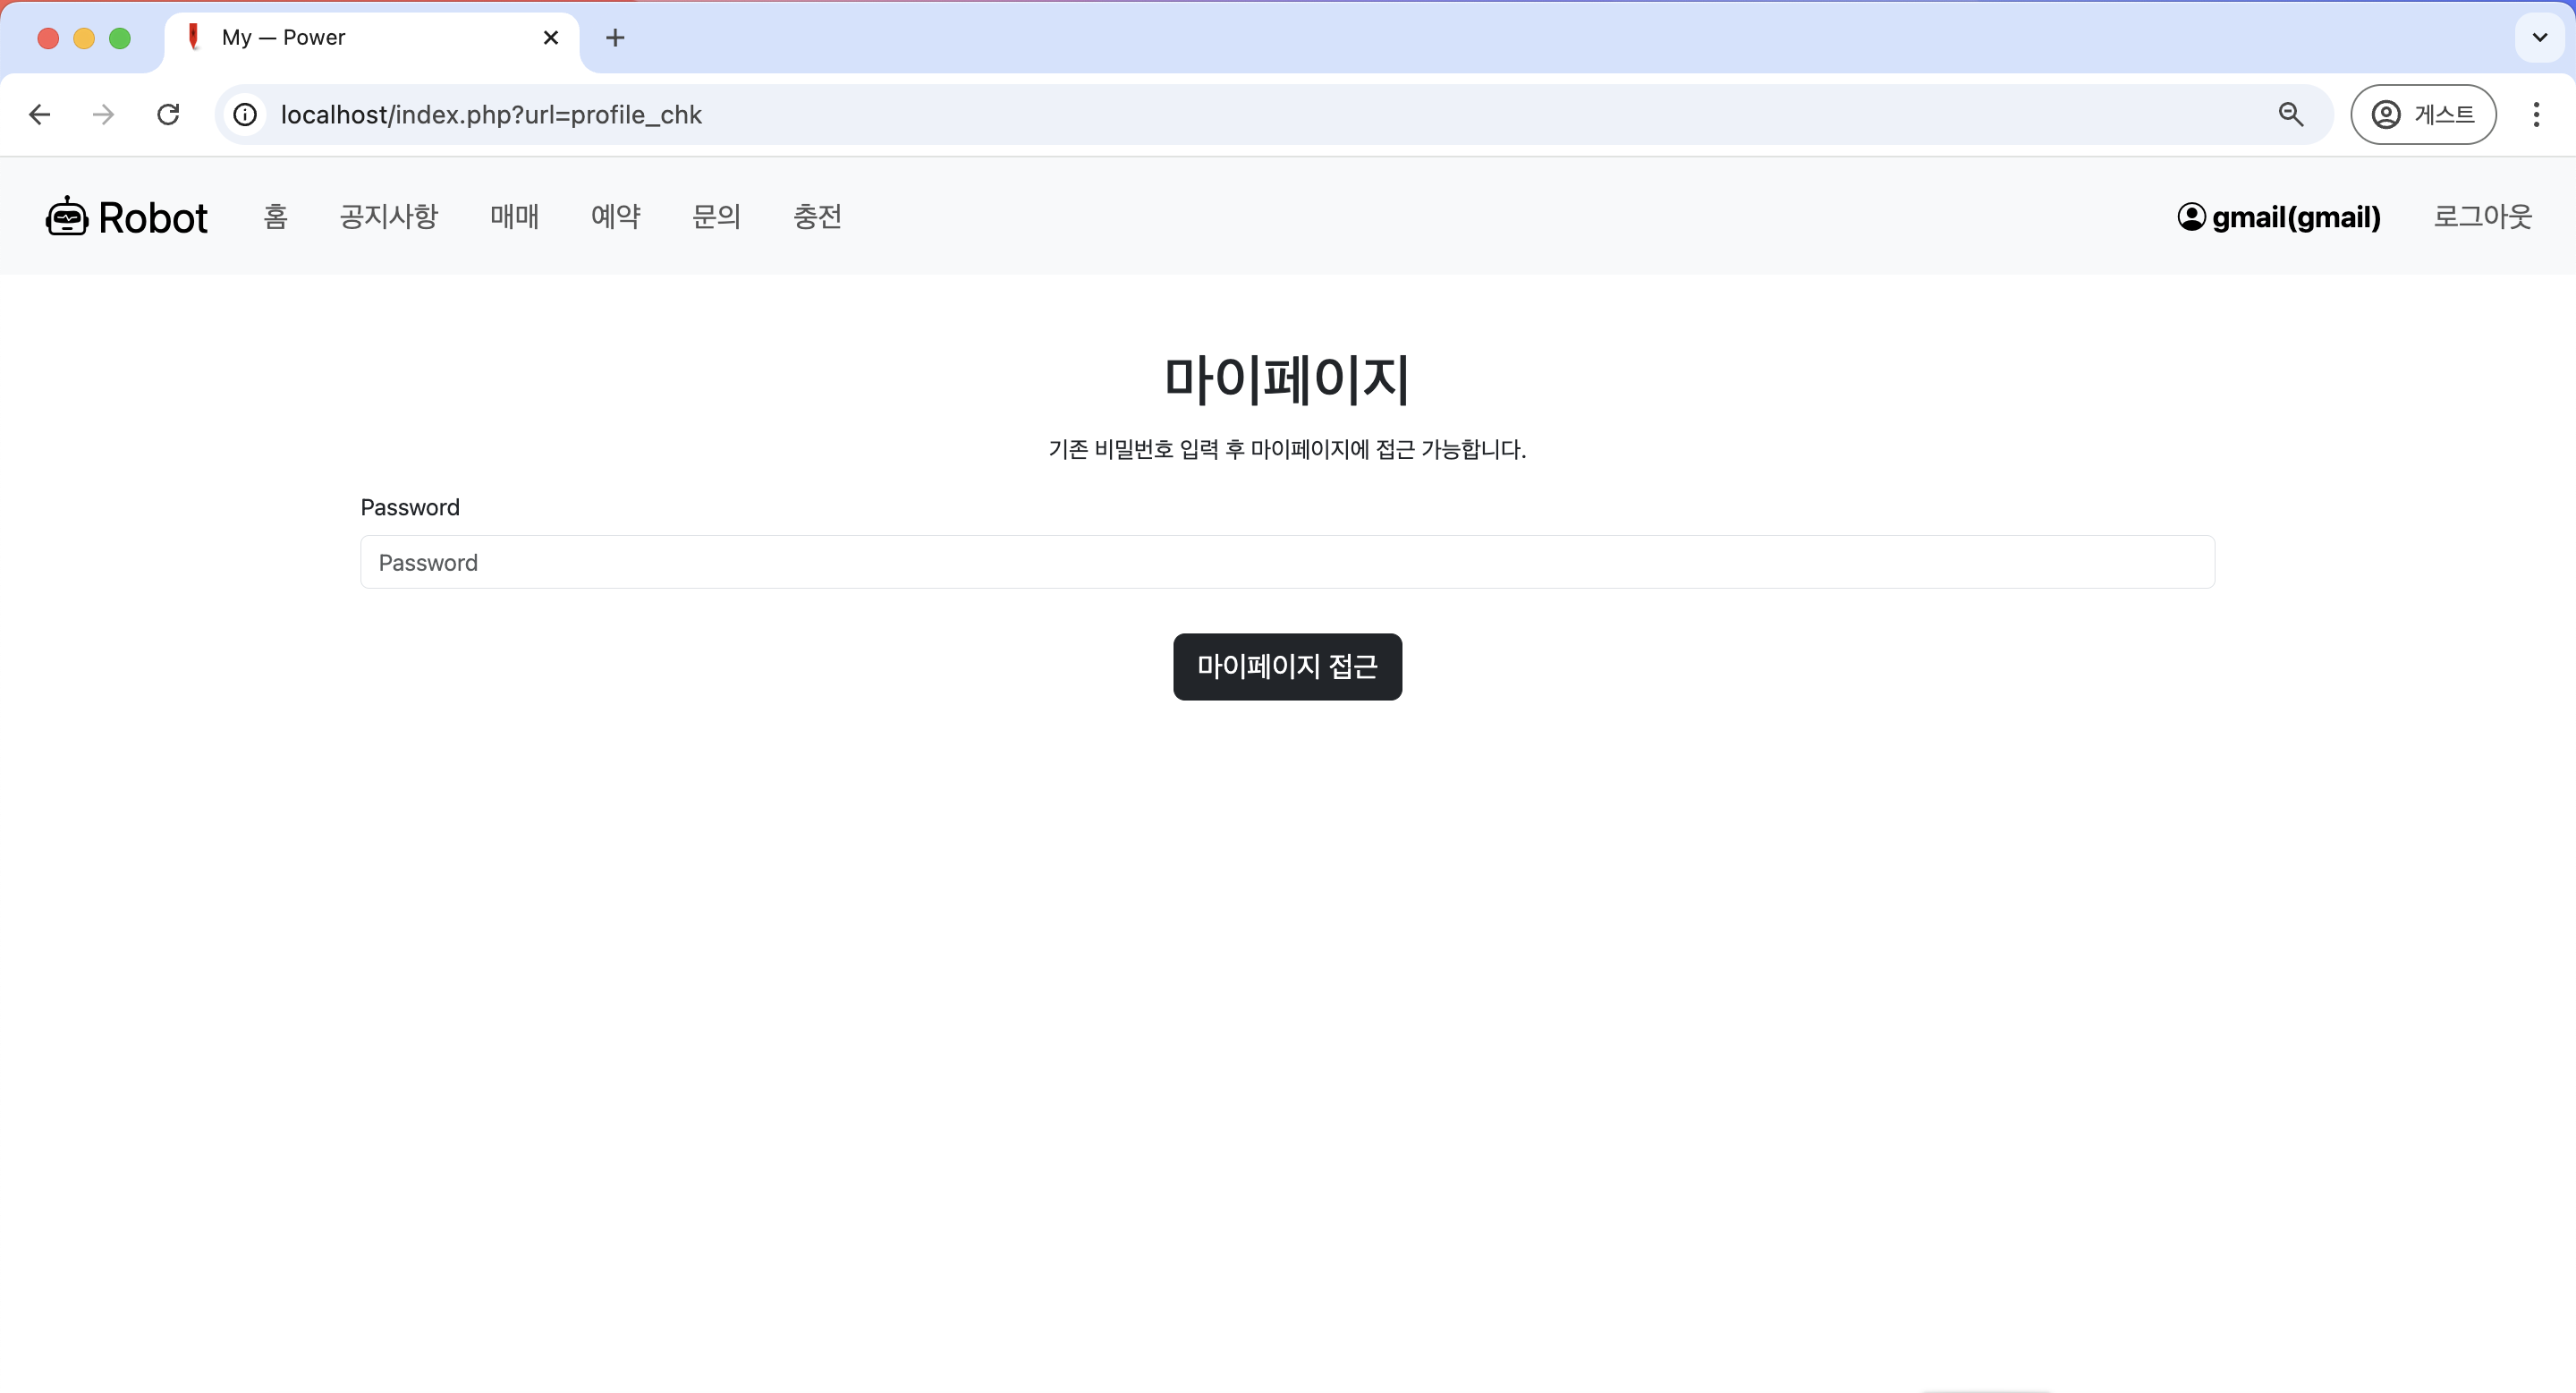 My — Power
localhost/index.php?url=profile_chk
게스트
Robot 홈 공지사항 매매 예약 문의 충전 gmail(gmail) 로그아웃
마이페이지
기존 비밀번호 입력 후 마이페이지에 접근 가능합니다.
Password
Password
마이페이지 접근